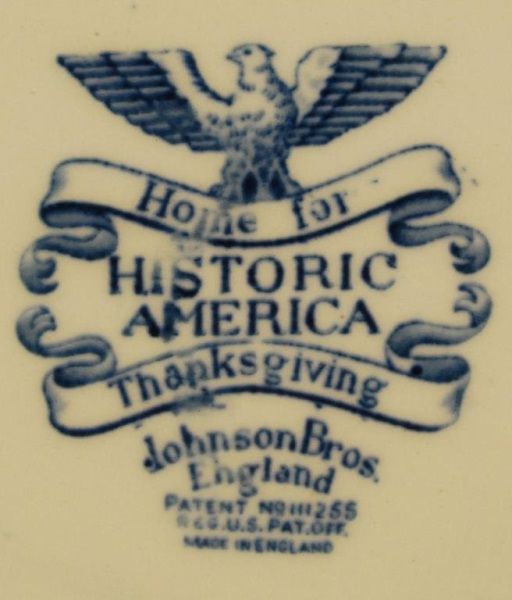 Home for
HISTORIC
AMERICA
Thanksgiving
Johnson Bros.
England
PATENT No 111255
REG. U.S. PAT. OFF.
MADE IN ENGLAND